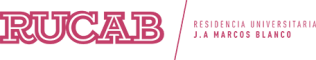 RUCAB
RESIDENCIA UNIVERSITARIA
J.A MARCOS BLANCO